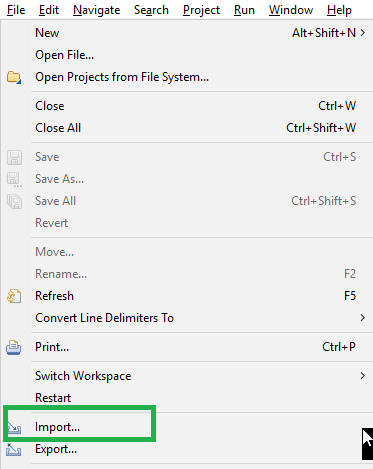 File Edit Navigate Search Project Run Window Help
New Alt+Shift+N
Open File...
Open Projects from File System...
Close Ctrl+W
Close All Ctrl+Shift+W
Save Ctrl+S
Save As...
Save All Ctrl+Shift+S
Revert
Move...
Rename... F2
Refresh F5
Convert Line Delimiters To
Print... Ctrl+P
Switch Workspace
Restart
Import...
Export...